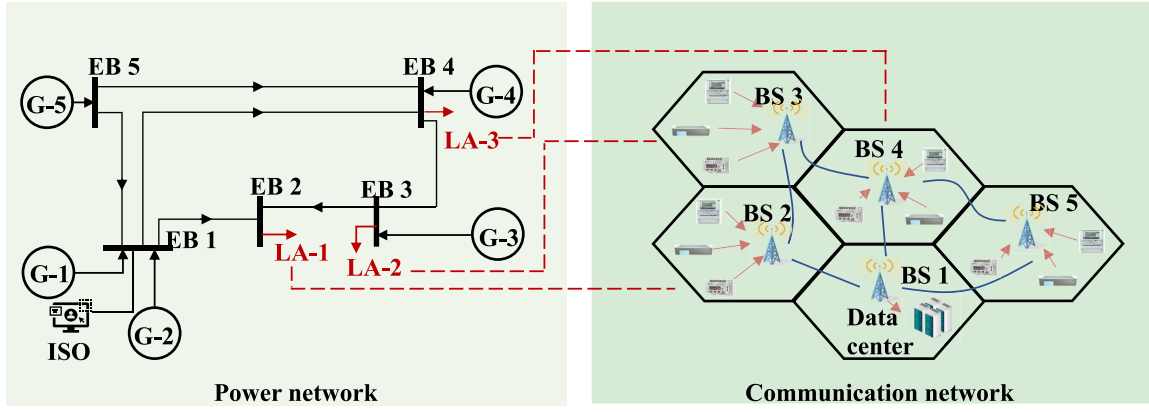 EB 5
EB 4
G-5
G-4
LA-3
EB 2
EB 3
EB 1
LA-1
LA-2
G-3
G-1
G-2
ISO
Power network
BS 3
BS 4
BS 2
BS 5
BS 1
Data
center
Communication network